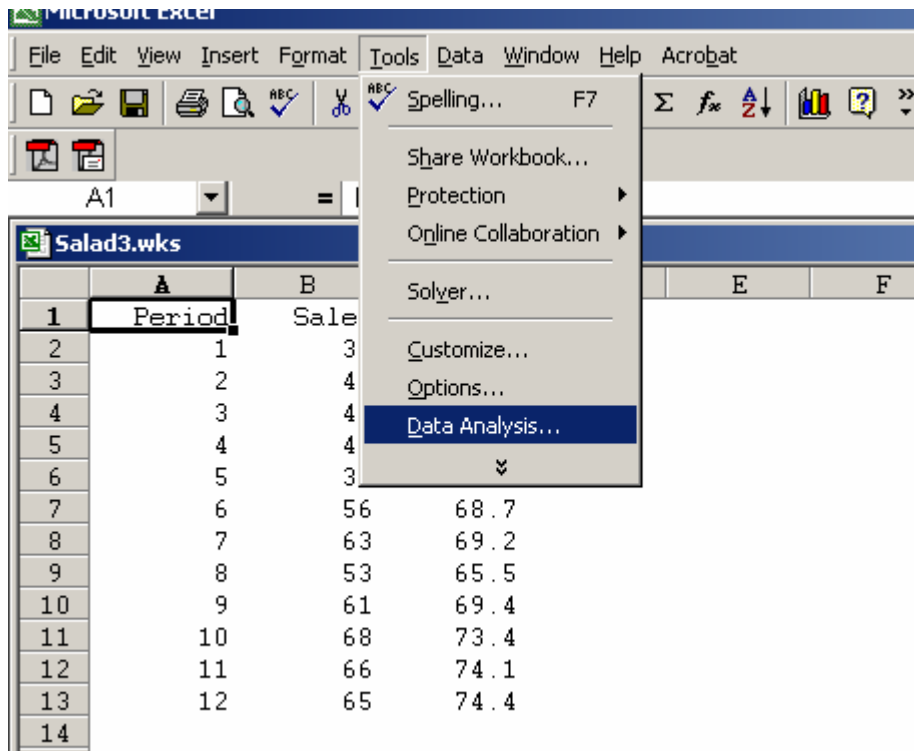 Microsoft Excel
File Edit View Insert Format Tools Data Window Help Acrobat
ABC ABC Spelling... F7 Σ fx A Z ? »
Share Workbook...
A1 = Protection
Online Collaboration
Salad3.wks
A B E F
Solver...
1 Period Sale
2 1 3 Customize...
3 2 4 Options...
4 3 4 Data Analysis...
5 4 4
6 5 3
7 6 56 68.7
8 7 63 69.2
9 8 53 65.5
10 9 61 69.4
11 10 68 73.4
12 11 66 74.1
13 12 65 74.4
14